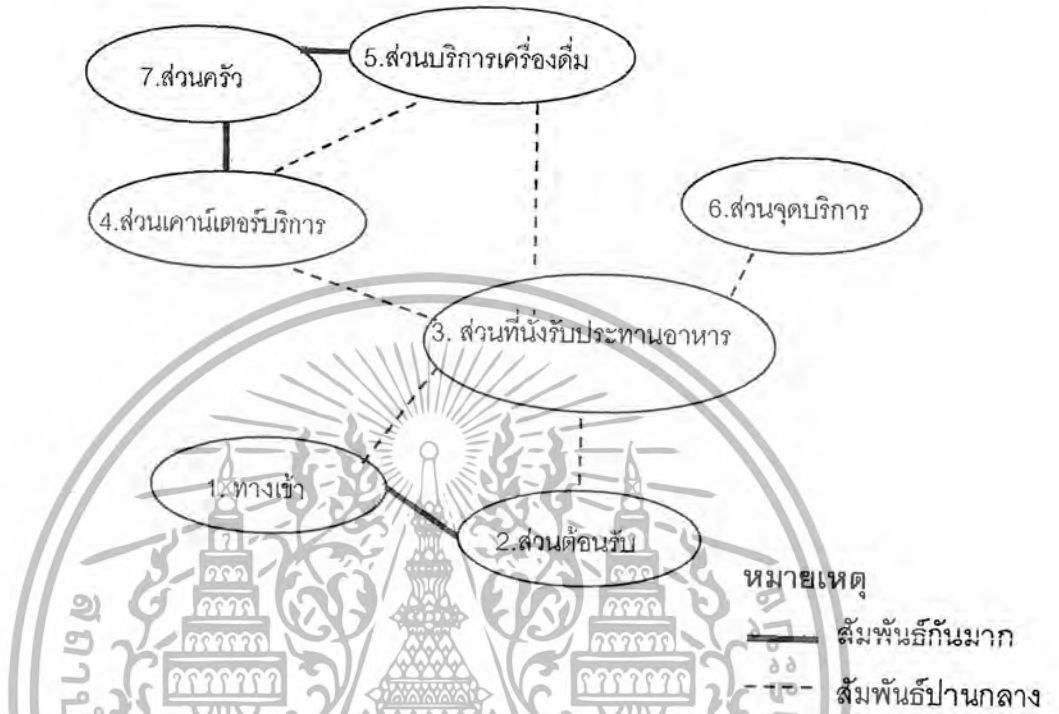 5.ส่วนบริการเครื่องดื่ม
7.ส่วนครัว
4.ส่วนเคาน์เตอร์บริการ
6.ส่วนจุดบริการ
3. ส่วนที่นั่งรับประทานอาหาร
1. ทางเข้า
2.ส่วนต้อนรับ
หมายเหตุ
สัมพันธ์กันมาก
สัมพันธ์ปานกลาง